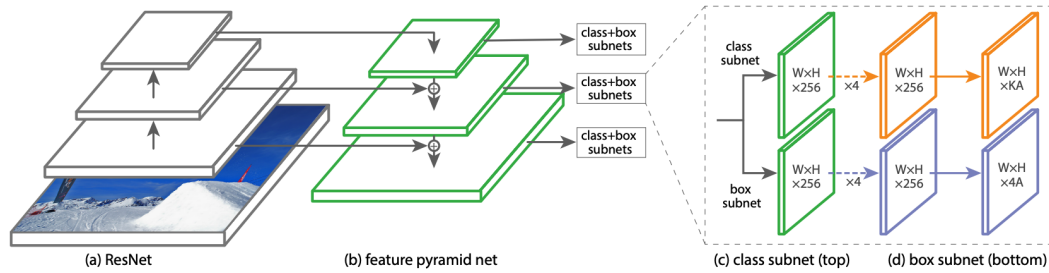 class+box
subnets
class+box
subnets
class+box
subnets
class
subnet
W×H
×256
×4
W×H
×256
W×H
×KA
box
subnet
W×H
×256
×4
W×H
×256
W×H
×4A
(a) ResNet
(b) feature pyramid net
(c) class subnet (top)
(d) box subnet (bottom)